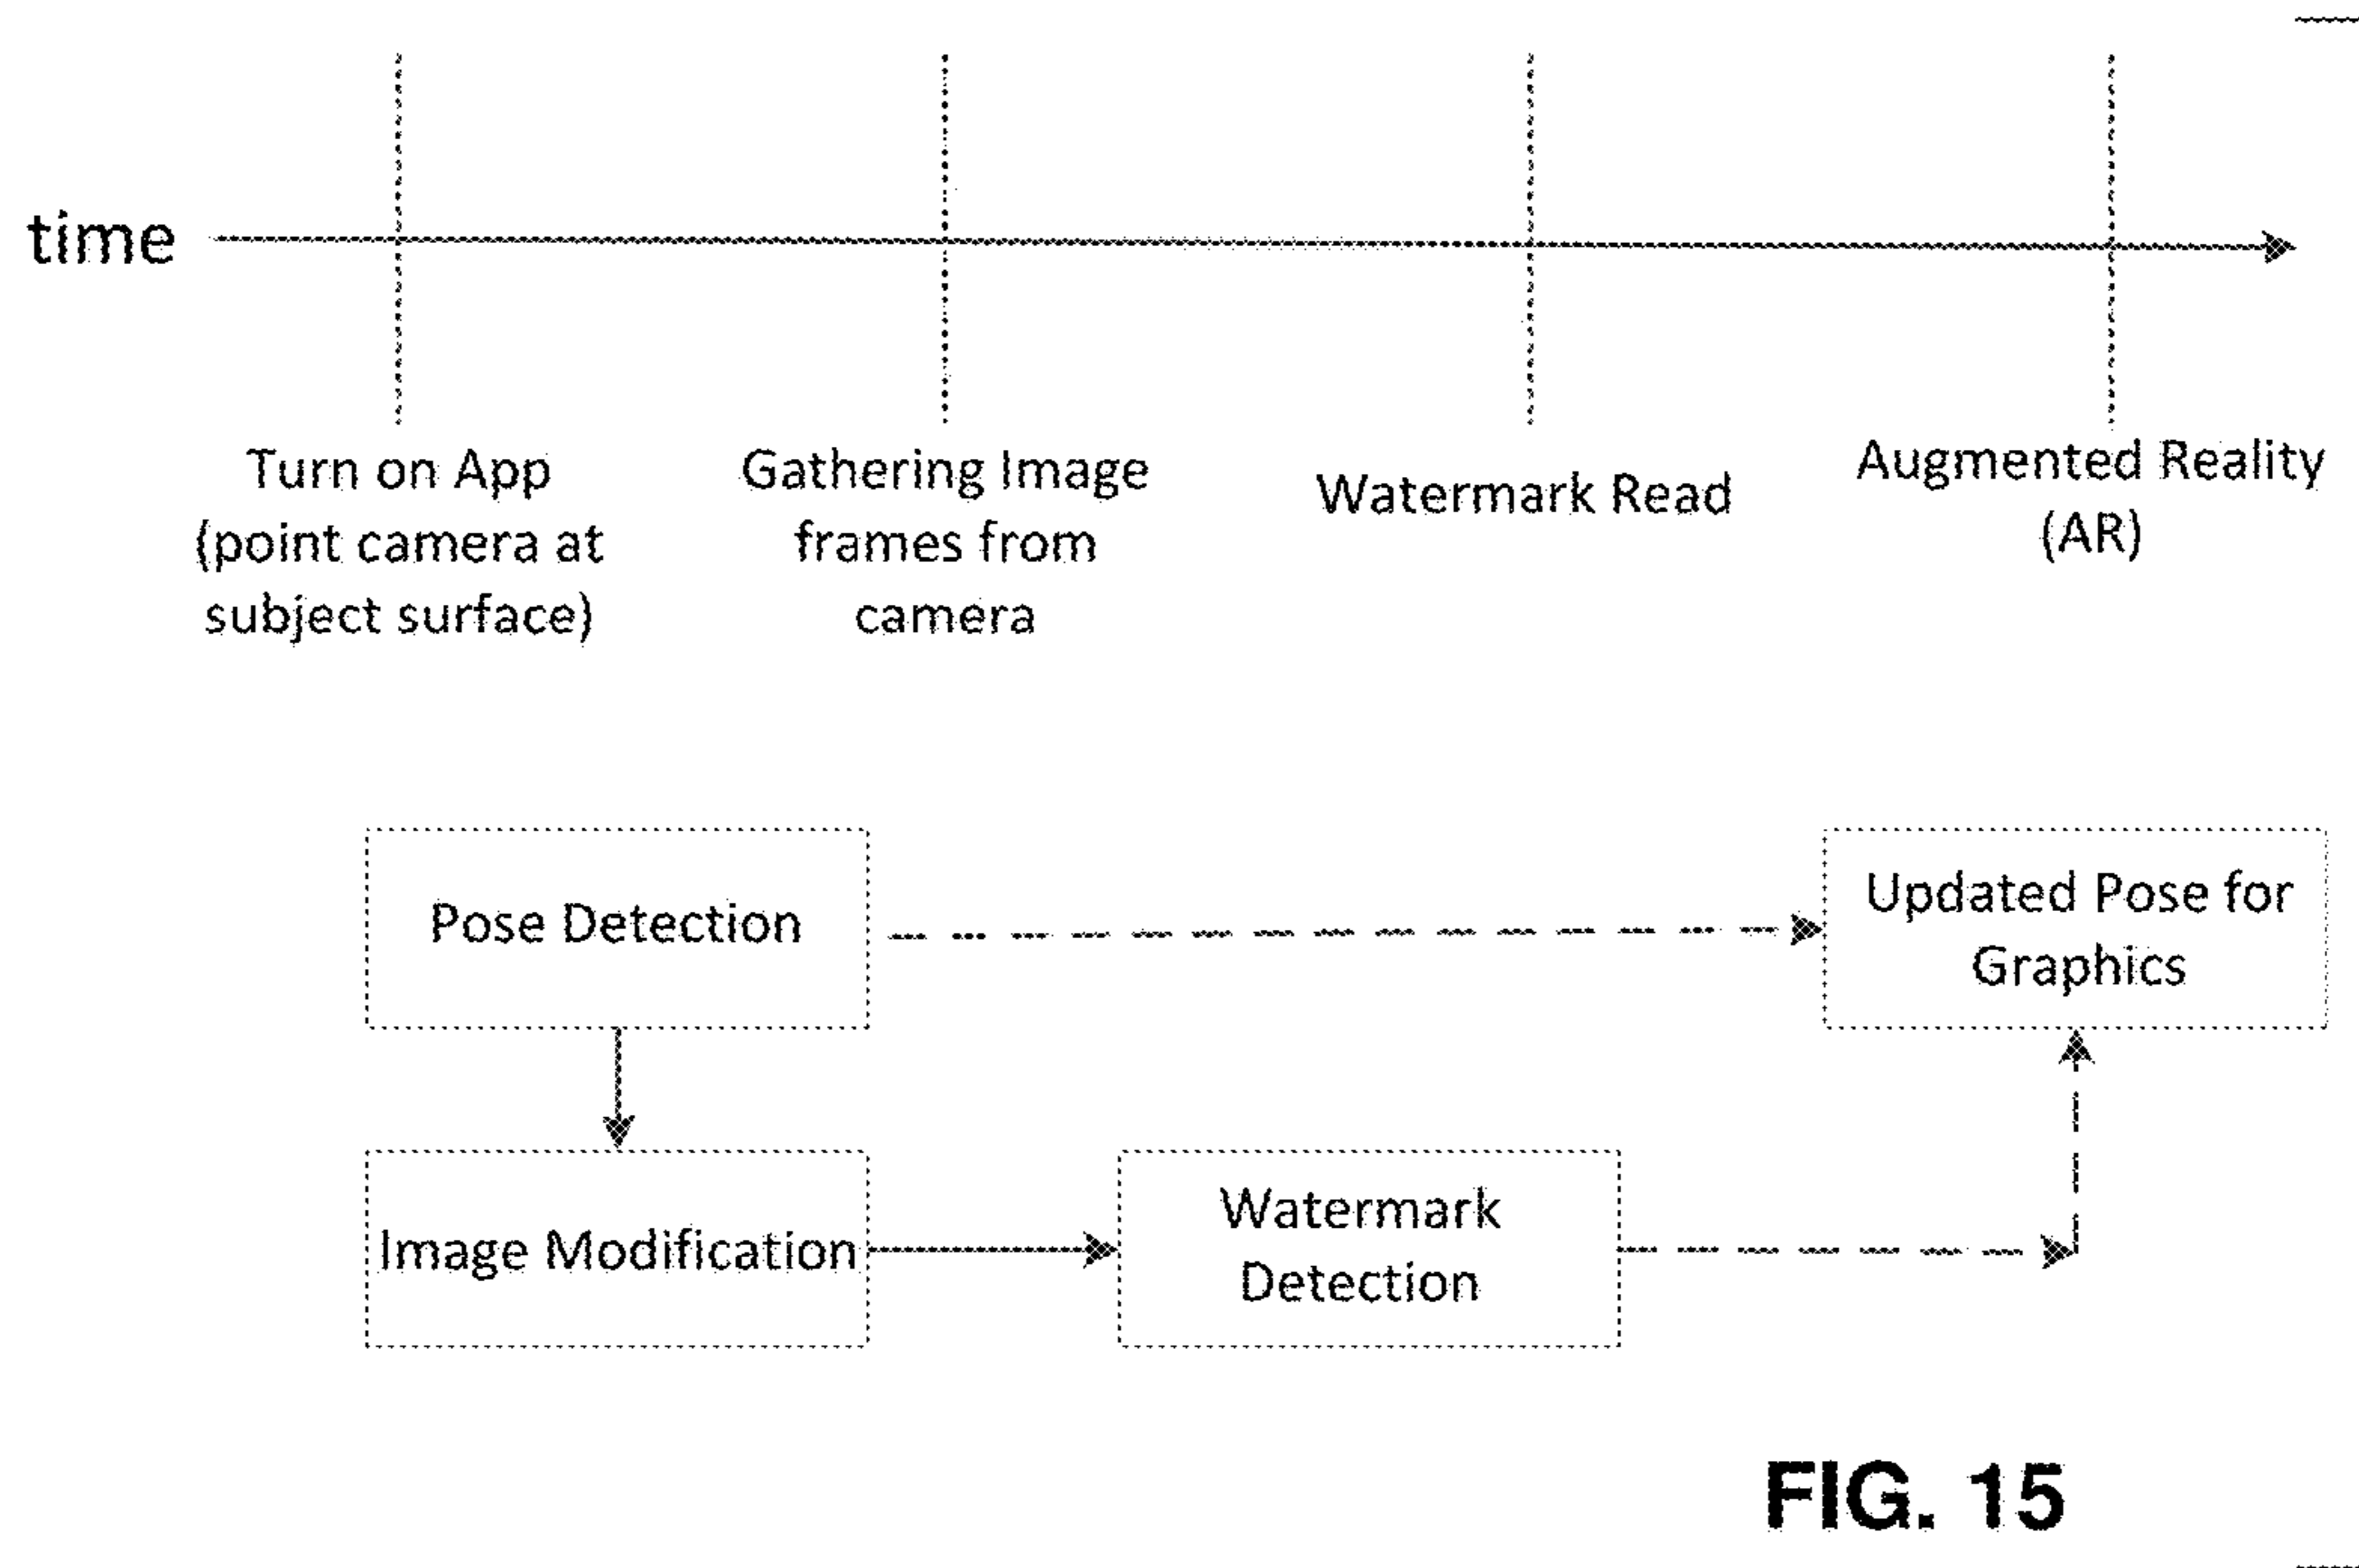 time
Turn on App
(point camera at
subject surface)
Gathering Image
frames from
camera
Watermark Read
Augmented Reality
(AR)
Pose Detection
Updated Pose for
Graphics
Image Modification
Watermark
Detection
FIG. 15